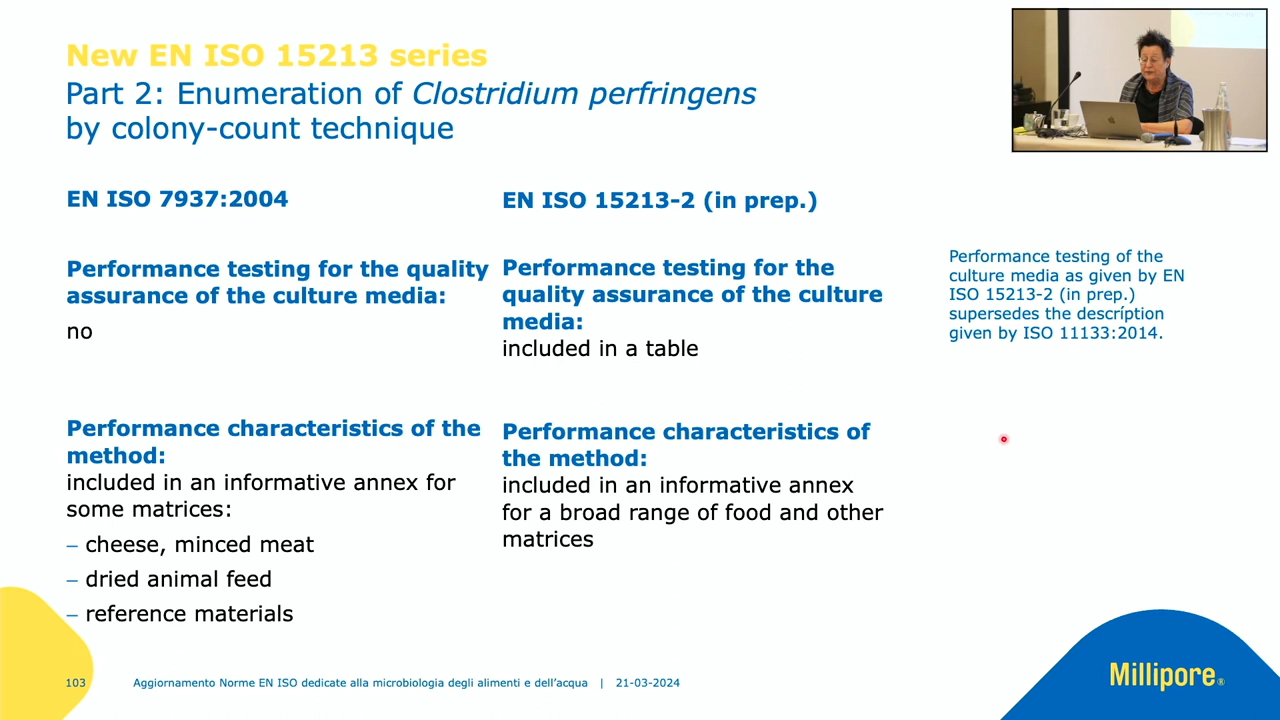 New EN ISO 15213 series
Part 2: Enumeration of Clostridium perfringens
by colony-count technique
EN ISO 7937:2004
Performance testing for the quality
assurance of the culture media:
no
Performance characteristics of the
method:
included in an informative annex for
some matrices:
– cheese, minced meat
– dried animal feed
– reference materials
EN ISO 15213-2 (in prep.)
Performance testing for the
quality assurance of the culture
media:
included in a table
Performance characteristics of
the method:
included in an informative annex
for a broad range of food and other
matrices
Performance testing of the
culture media as given by EN
ISO 15213-2 (in prep.)
supersedes the descríption
given by ISO 11133:2014.
103 Aggiornamento Norme EN ISO dedicate alla microbiologia degli alimenti e dell’acqua | 21-03-2024
Millipore®